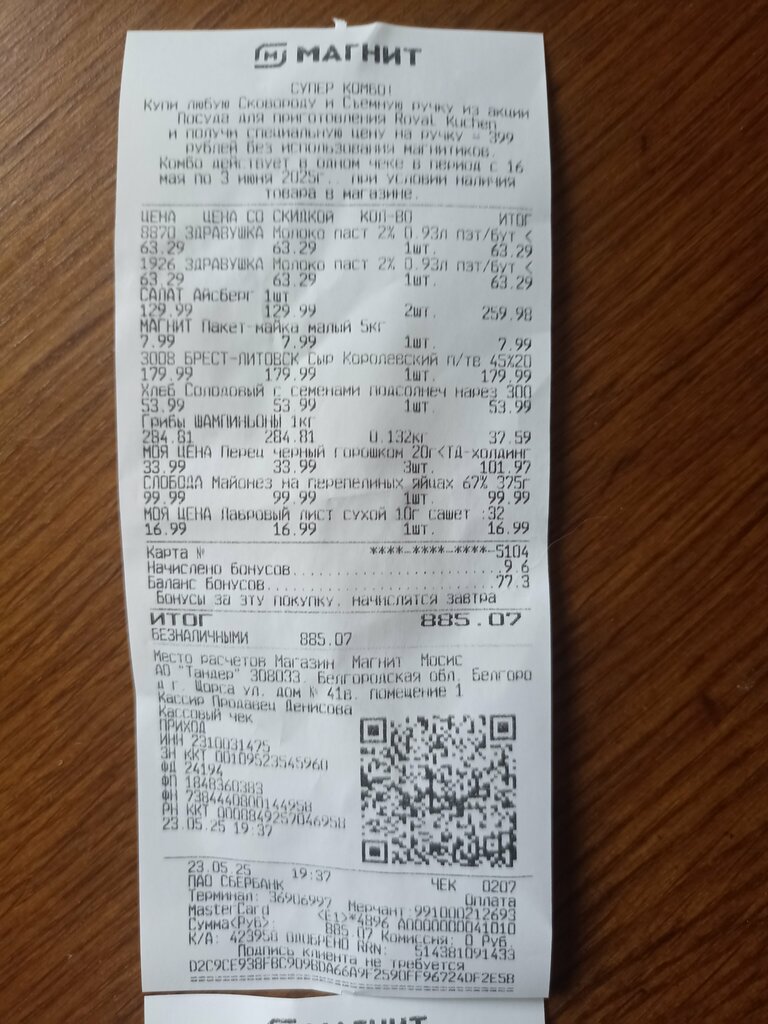 МАГНИТ
СУПЕР КОМБО!
Купи любую Сковороду и Съемную ручку из акции
Посуда для приготовления Royal Kuchen
и получи специальную цену на ручку - 399
рублей без использования магнитиков.
Комбо действует в одном чеке в период с 16
мая по 3 июня 2025г., при условии наличия
товара в магазине.
ЦЕНА ЦЕНА СО СКИДКОЙ КОЛ-ВО ИТОГ
8870 ЗДРАВУШКА Молоко паст 2% 0.93л пэт/бут <
63.29 63.29 1шт. 63.29
1926 ЗДРАВУШКА Молоко паст 2% 0.93л пэт/бут <
63.29 63.29 1шт. 63.29
САЛАТ Айсберг 1шт
129.99 129.99 2шт. 259.98
МАГНИТ Пакет-майка малый 5кг
7.99 7.99 1шт. 7.99
3008 БРЕСТ-ЛИТОВСК Сыр Королевский п/тв 45%20
179.99 179.99 1шт. 179.99
Хлеб Солодовый с семенами подсолнеч нарез 300
53.99 53.99 1шт. 53.99
Грибы ШАМПИНЬОНЫ 1кг
284.81 284.81 0.132кг 37.59
МОЯ ЦЕНА Перец черный горошком 20г<ТД-холдинг
33.99 33.99 3шт. 101.97
СЛОБОДА Майонез на перепелиных яйцах 67% 375г
99.99 99.99 1шт. 99.99
МОЯ ЦЕНА Лавровый лист сухой 10г сашет :32
16.99 16.99 1шт. 16.99
Карта № ****-****-****-5104
Начислено бонусов 9.6
Баланс бонусов 77.3
Бонусы за эту покупку, начислятся завтра
ИТОГ 885.07
БЕЗНАЛИЧНЫМИ 885.07
Место расчетов Магазин Магнит Мосис
АО "Тандер" 308033, Белгородская обл, Белгоро
д г, Щорса ул, дом № 41в, помещение 1
Кассир Продавец Денисова
Кассовый чек
ПРИХОД
ИНН 2310031475
ЗН ККТ 00109523545960
ФД 24194
ФП 1848360383
ФН 7384440800144958
РН ККТ 0008849257046958
23.05.25 19:37
23.05.25 19:37 ЧЕК 0207
ПАО СБЕРБАНК Оплата
Терминал: 36906997 Мерчант:991000212693
MasterCard <E1>*4896 A0000000041010
Сумма<Руб>: 885.07 Комиссия: 0 Руб.
К/А: 423958 ОДОБРЕНО RRN: 514381091433
Подпись клиента не требуется
D2C9CE938FBC9D9BDA66A9F2590FF96724DF2E5B
МАГНИТ